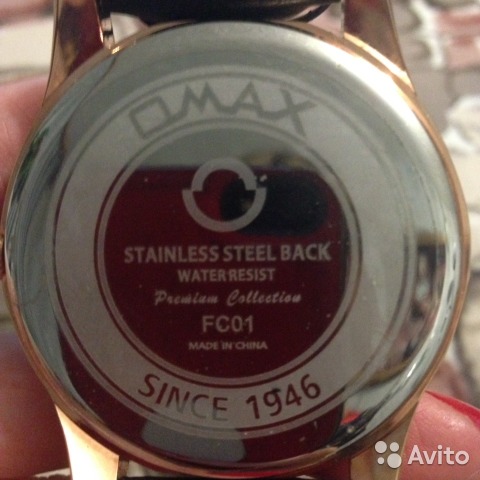 OMAX
STAINLESS STEEL BACK
WATER RESIST
Premium Collection
FC01
MADE IN CHINA
SINCE 1946
Avito